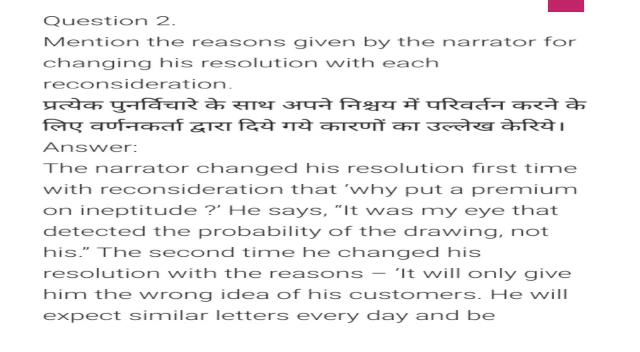 Question 2.
Mention the reasons given by the narrator for
changing his resolution with each
reconsideration.
प्रत्येक पुनर्विचारे के साथ अपने निश्चय में परिवर्तन करने के
लिए वर्णनकर्ता द्वारा दिये गये कारणों का उल्लेख केरिये।
Answer:
The narrator changed his resolution first time
with reconsideration that ‘why put a premium
on ineptitude ?’ He says, “It was my eye that
detected the probability of the drawing, not
his.” The second time he changed his
resolution with the reasons – ‘It will only give
him the wrong idea of his customers. He will
expect similar letters every day and be